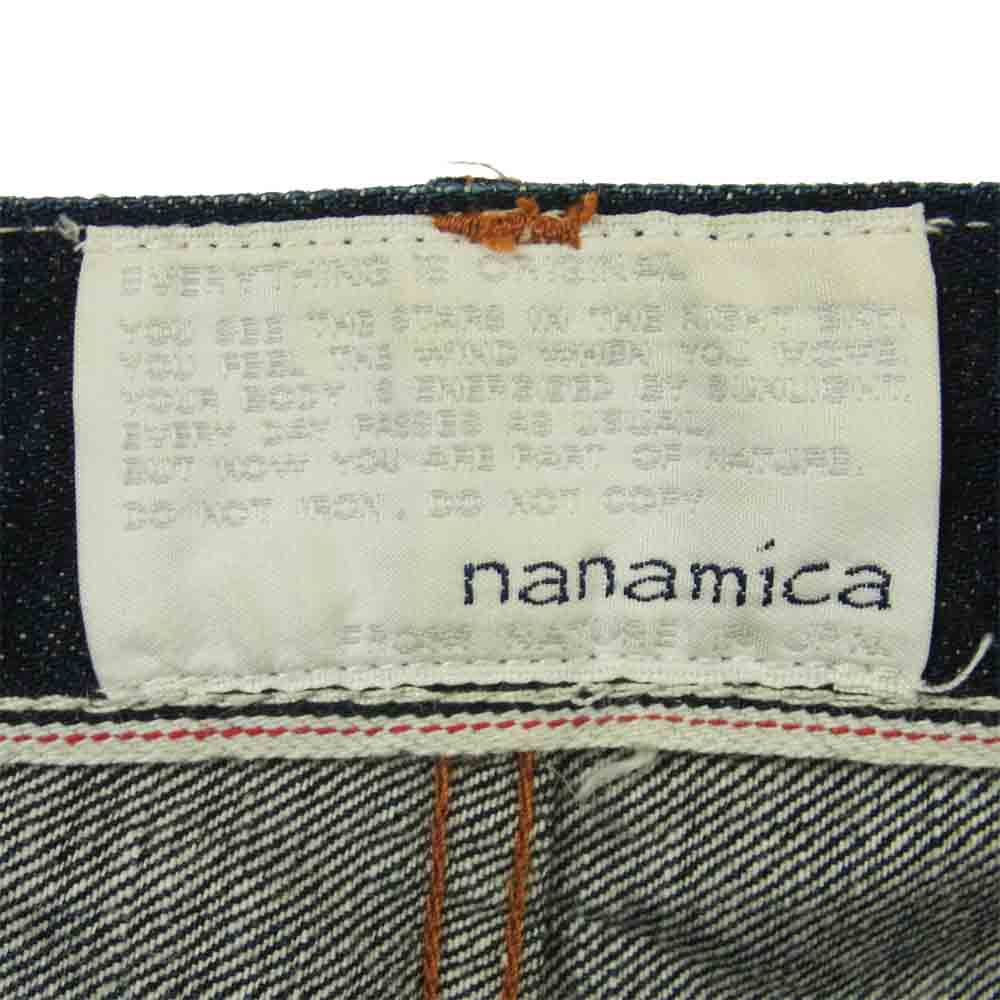 EVERYTHING IS ORIGINAL
YOU SEE THE STARS IN THE NIGHT SKY.
YOU FEEL THE WIND WHEN YOU
YOUR BODY IS ENERGIZED BY SUNLIGHT.
EVERY DAY PASSES AS USUAL
BUT NOW YOU ARE PART OF NATURE.
DO NOT IRON. DO NOT COPY
nanamica
NATURE